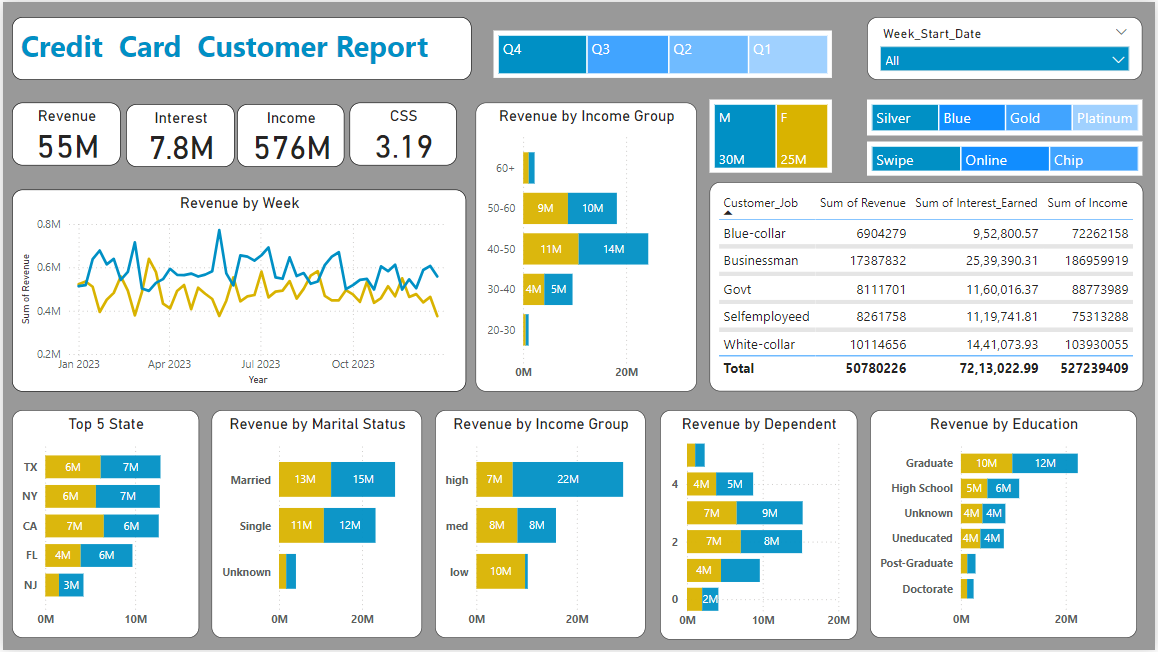 Credit Card Customer Report
Q4 Q3 Q2 Q1
Week_Start_Date
All
Revenue
55M
Interest
7.8M
Income
576M
CSS
3.19
Revenue by Income Group
60+
50-60 9M 10M
40-50 11M 14M
30-40 4M 5M
20-30
0M 20M
M
30M
F
25M
Silver Blue Gold Platinum
Swipe Online Chip
Revenue by Week
Sum of Revenue
0.8M
0.6M
0.4M
0.2M
Jan 2023 Apr 2023 Jul 2023 Oct 2023
Year
Customer_Job Sum of Revenue Sum of Interest_Earned Sum of Income
Blue-collar 6904279 9,52,800.57 72262158
Businessman 17387832 25,39,390.31 186959919
Govt 8111701 11,60,016.37 88773989
Selfemployeed 8261758 11,19,741.81 75313288
White-collar 10114656 14,41,073.93 103930055
Total 50780226 72,13,022.99 527239409
Top 5 State
TX 6M 7M
NY 6M 7M
CA 7M 6M
FL 4M 6M
NJ 3M
0M 10M
Revenue by Marital Status
Married 13M 15M
Single 11M 12M
Unknown
0M 20M
Revenue by Income Group
high 7M 22M
med 8M 8M
low 10M
0M 20M
Revenue by Dependent
4 4M 5M
7M 9M
2 7M 8M
4M
0 2M
0M 10M 20M
Revenue by Education
Graduate 10M 12M
High School 5M 6M
Unknown 4M 4M
Uneducated 4M 4M
Post-Graduate
Doctorate
0M 20M